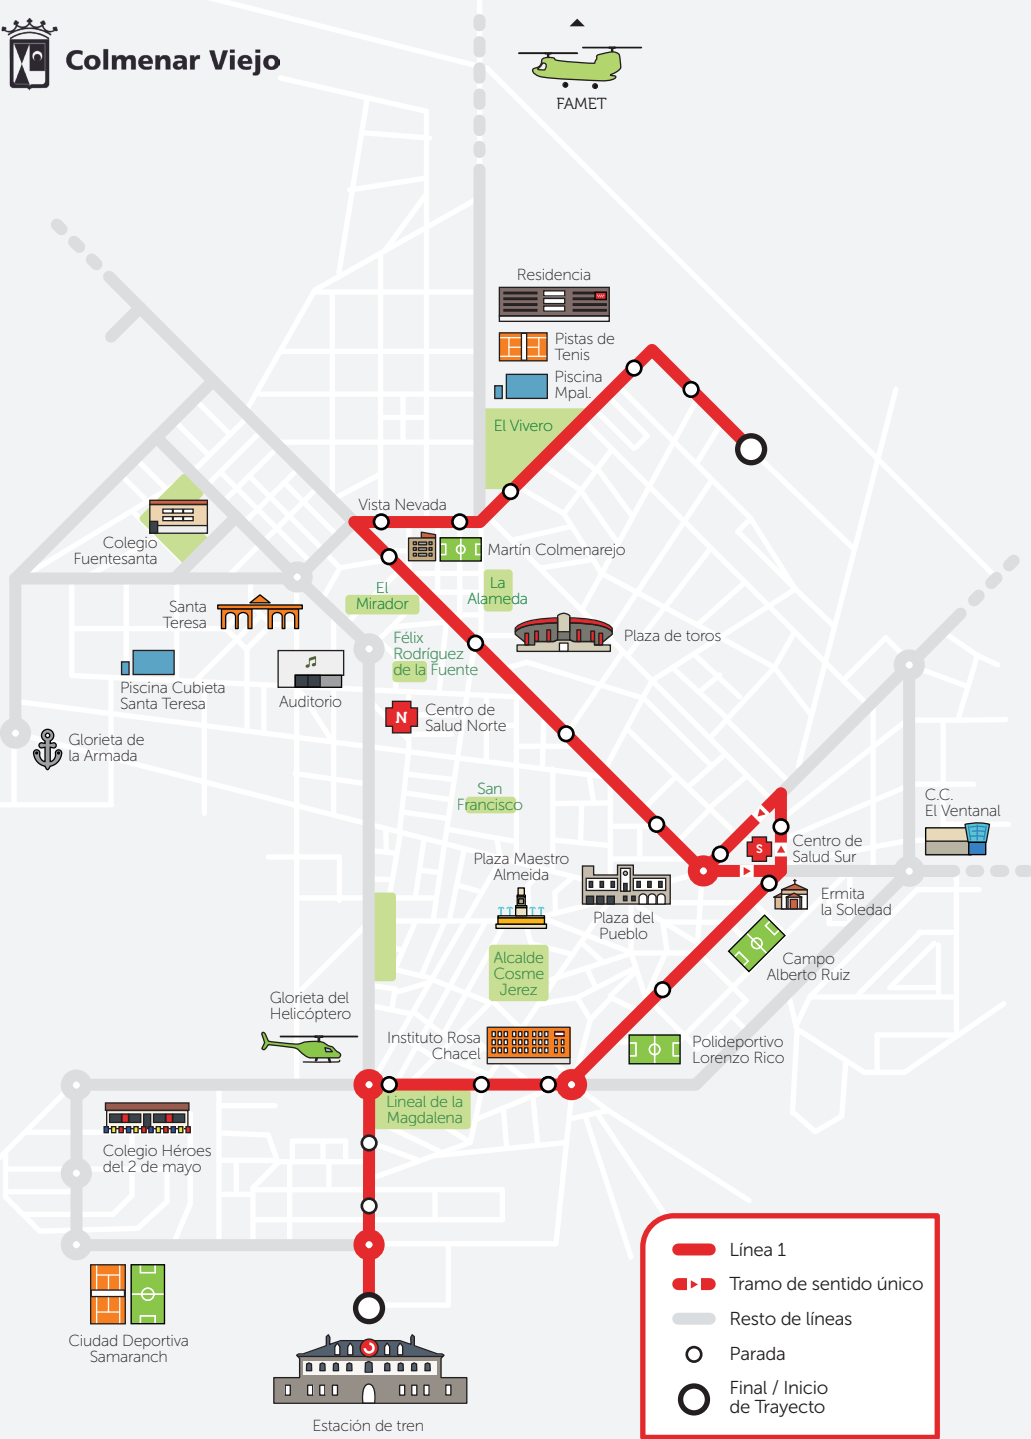 Colmenar Viejo
FAMET
Residencia
Pistas de
Tenis
Piscina
Mpal.
El Vivero
Vista Nevada
Martín Colmenarejo
Colegio
Fuentesanta
El
Mirador
La
Alameda
Santa
Teresa
Plaza de toros
Félix
Rodríguez
de la Fuente
Piscina Cubieta
Santa Teresa
Auditorio
N
Centro de
Salud Norte
Glorieta de
la Armada
San
Francisco
C.C.
El Ventanal
S
Centro de
Salud Sur
Plaza Maestro
Almeida
Ermita
la Soledad
Plaza del
Pueblo
Alcalde
Cosme
Jerez
Campo
Alberto Ruiz
Glorieta del
Helicóptero
Instituto Rosa
Chacel
Polideportivo
Lorenzo Rico
Lineal de la
Magdalena
Colegio Héroes
del 2 de mayo
Ciudad Deportiva
Samaranch
Estación de tren
Línea 1
Tramo de sentido único
Resto de líneas
Parada
Final / Inicio
de Trayecto